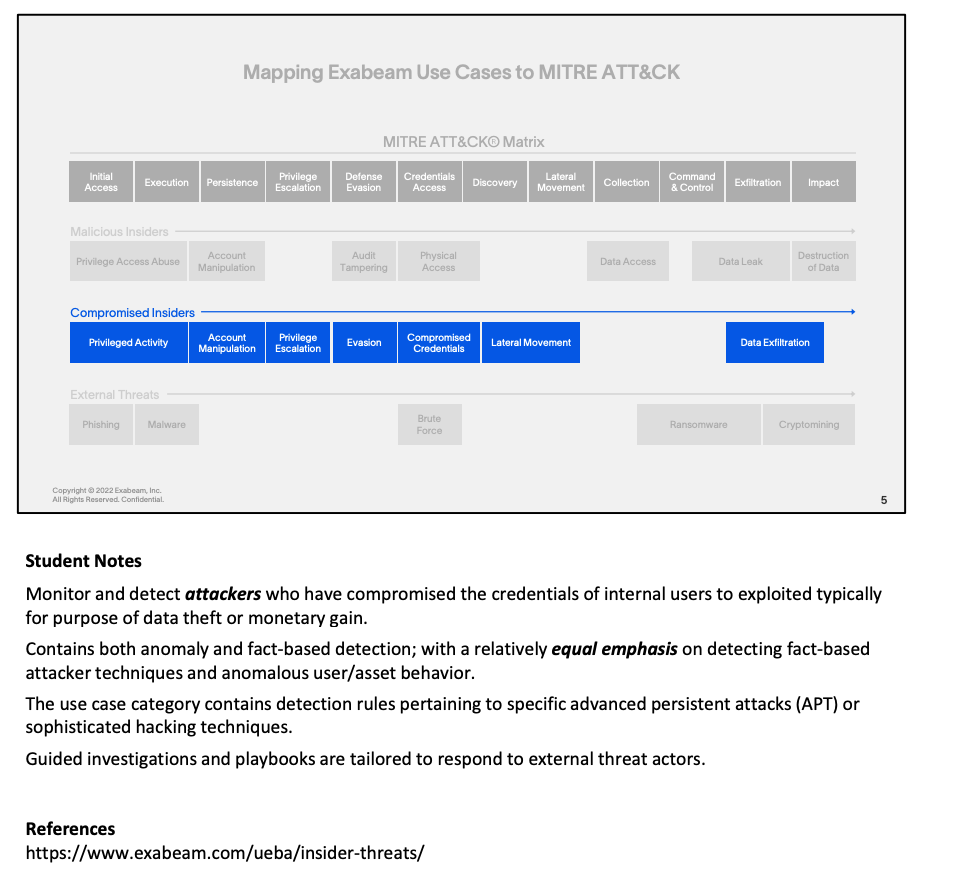 Mapping Exabeam Use Cases to MITRE ATT&CK
MITRE ATT&CK® Matrix
Initial
Access
Execution
Persistence
Privilege
Escalation
Defense
Evasion
Credentials
Access
Discovery
Lateral
Movement
Collection
Command
& Control
Exfiltration
Impact
Malicious Insiders
Privilege Access Abuse
Account
Manipulation
Audit
Tampering
Physical
Access
Data Access
Data Leak
Destruction
of Data
Compromised Insiders
Privileged Activity
Account
Manipulation
Privilege
Escalation
Evasion
Compromised
Credentials
Lateral Movement
Data Exfiltration
External Threats
Phishing
Malware
Brute
Force
Ransomware
Cryptomining
Copyright © 2022 Exabeam, Inc.
All Rights Reserved. Confidential.
5
Student Notes
Monitor and detect attackers who have compromised the credentials of internal users to exploited typically
for purpose of data theft or monetary gain.
Contains both anomaly and fact-based detection; with a relatively equal emphasis on detecting fact-based
attacker techniques and anomalous user/asset behavior.
The use case category contains detection rules pertaining to specific advanced persistent attacks (APT) or
sophisticated hacking techniques.
Guided investigations and playbooks are tailored to respond to external threat actors.
References
https://www.exabeam.com/ueba/insider-threats/